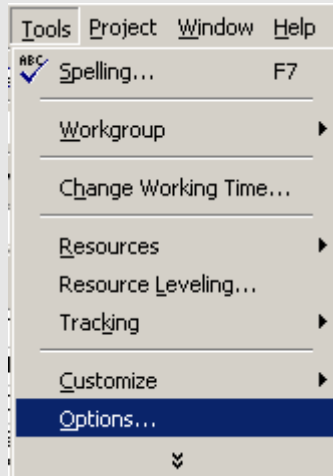 Tools Project Window Help
ABC Spelling... F7
Workgroup
Change Working Time...
Resources
Resource Leveling...
Tracking
Customize
Options...